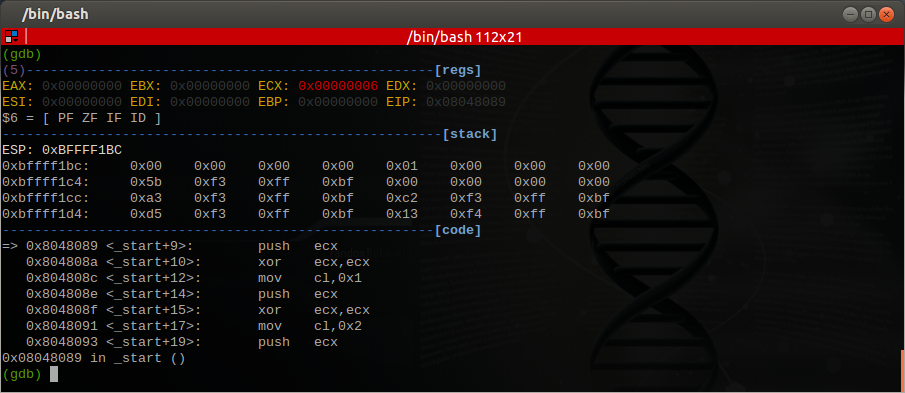 /bin/bash
/bin/bash 112x21
(gdb)
(5)---------------------------------------------------[regs]
EAX: 0x00000000 EBX: 0x00000000 ECX: 0x00000006 EDX: 0x00000000
ESI: 0x00000000 EDI: 0x00000000 EBP: 0x00000000 EIP: 0x08048089
$6 = [ PF ZF IF ID ]
-------------------------------------------------------[stack]
ESP: 0xBFFFF1BC
0xbffff1bc: 0x00 0x00 0x00 0x00 0x01 0x00 0x00 0x00
0xbffff1c4: 0x5b 0xf3 0xff 0xbf 0x00 0x00 0x00 0x00
0xbffff1cc: 0xa3 0xf3 0xff 0xbf 0xc2 0xf3 0xff 0xbf
0xbffff1d4: 0xd5 0xf3 0xff 0xbf 0x13 0xf4 0xff 0xbf
------------------------------------------------------[code]
=> 0x8048089 <_start+9>: push ecx
0x804808a <_start+10>: xor ecx,ecx
0x804808c <_start+12>: mov cl,0x1
0x804808e <_start+14>: push ecx
0x804808f <_start+15>: xor ecx,ecx
0x8048091 <_start+17>: mov cl,0x2
0x8048093 <_start+19>: push ecx
0x08048089 in _start ()
(gdb)